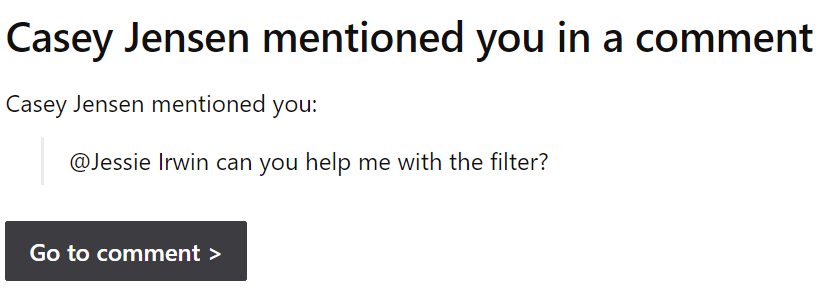 Casey Jensen mentioned you in a comment
Casey Jensen mentioned you:
@Jessie Irwin can you help me with the filter?
Go to comment >